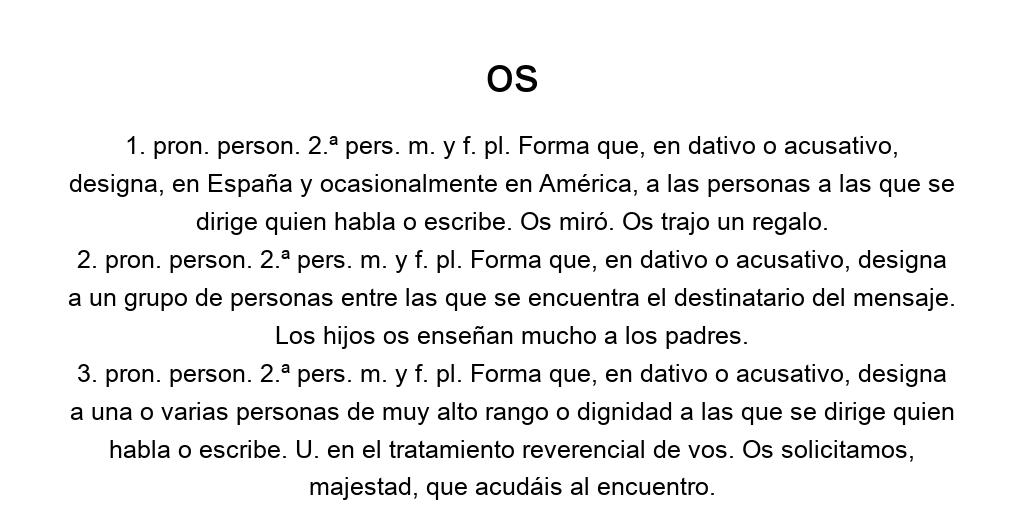 os
1. pron. person. 2.ª pers. m. y f. pl. Forma que, en dativo o acusativo,
designa, en España y ocasionalmente en América, a las personas a las que se
dirige quien habla o escribe. Os miró. Os trajo un regalo.
2. pron. person. 2.ª pers. m. y f. pl. Forma que, en dativo o acusativo, designa
a un grupo de personas entre las que se encuentra el destinatario del mensaje.
Los hijos os enseñan mucho a los padres.
3. pron. person. 2.ª pers. m. y f. pl. Forma que, en dativo o acusativo, designa
a una o varias personas de muy alto rango o dignidad a las que se dirige quien
habla o escribe. U. en el tratamiento reverencial de vos. Os solicitamos,
majestad, que acudáis al encuentro.